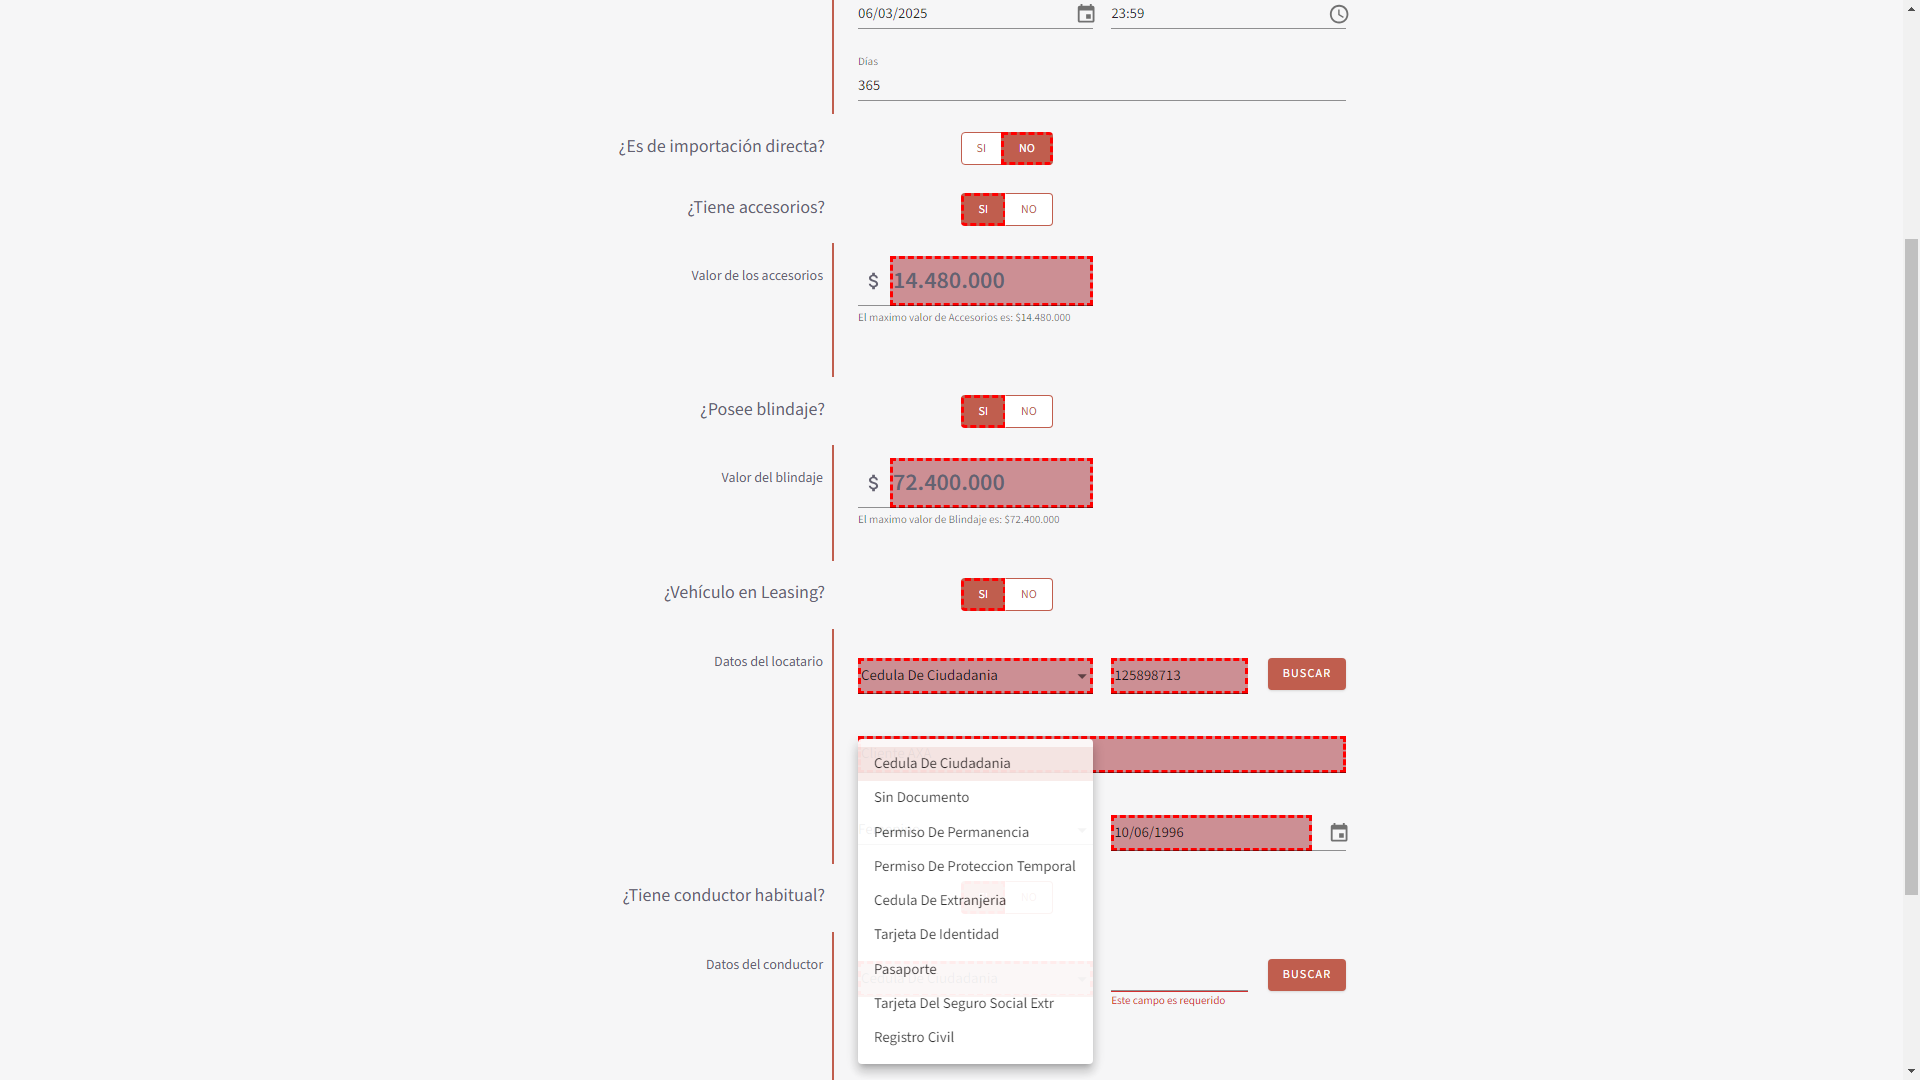 06/03/2025
23:59
Días
365
¿Es de importación directa?
SI
NO
¿Tiene accesorios?
SI
NO
Valor de los accesorios
$
14.480.000
El maximo valor de Accesorios es: $14.480.000
¿Posee blindaje?
SI
NO
Valor del blindaje
$
72.400.000
El maximo valor de Blindaje es: $72.400.000
¿Vehículo en Leasing?
SI
NO
Datos del locatario
Cedula De Ciudadania
125898713
BUSCAR
Cedula De Ciudadania
Sin Documento
Permiso De Permanencia
10/06/1996
Permiso De Proteccion Temporal
¿Tiene conductor habitual?
NO
Cedula De Extranjeria
Tarjeta De Identidad
Datos del conductor
Pasaporte
Cedula De Ciudadania
BUSCAR
Tarjeta Del Seguro Social Extr
Este campo es requerido
Registro Civil